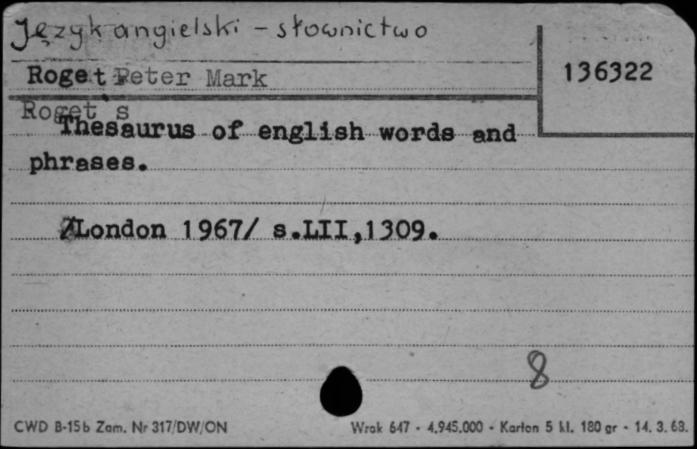 Język angielski - słownictwo
Roget Peter Mark
136322
Roget's
Thesaurus of english words and
phrases.
/London 1967/ s.LII,1309.
8
CWD B-15b Zam. Nr 317/DW/ON
Wrak 647 - 4.945.000 - Karton 5 kl. 180 gr - 14. 3. 63.